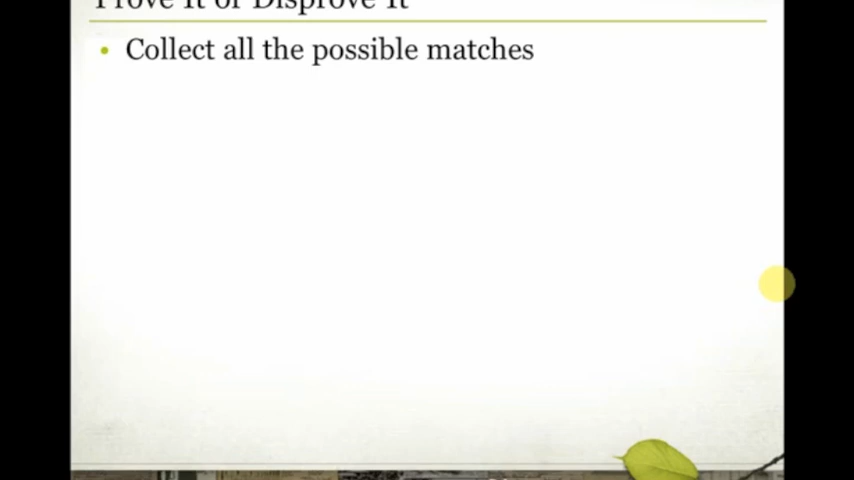 Prove It or Disprove It
• Collect all the possible matches